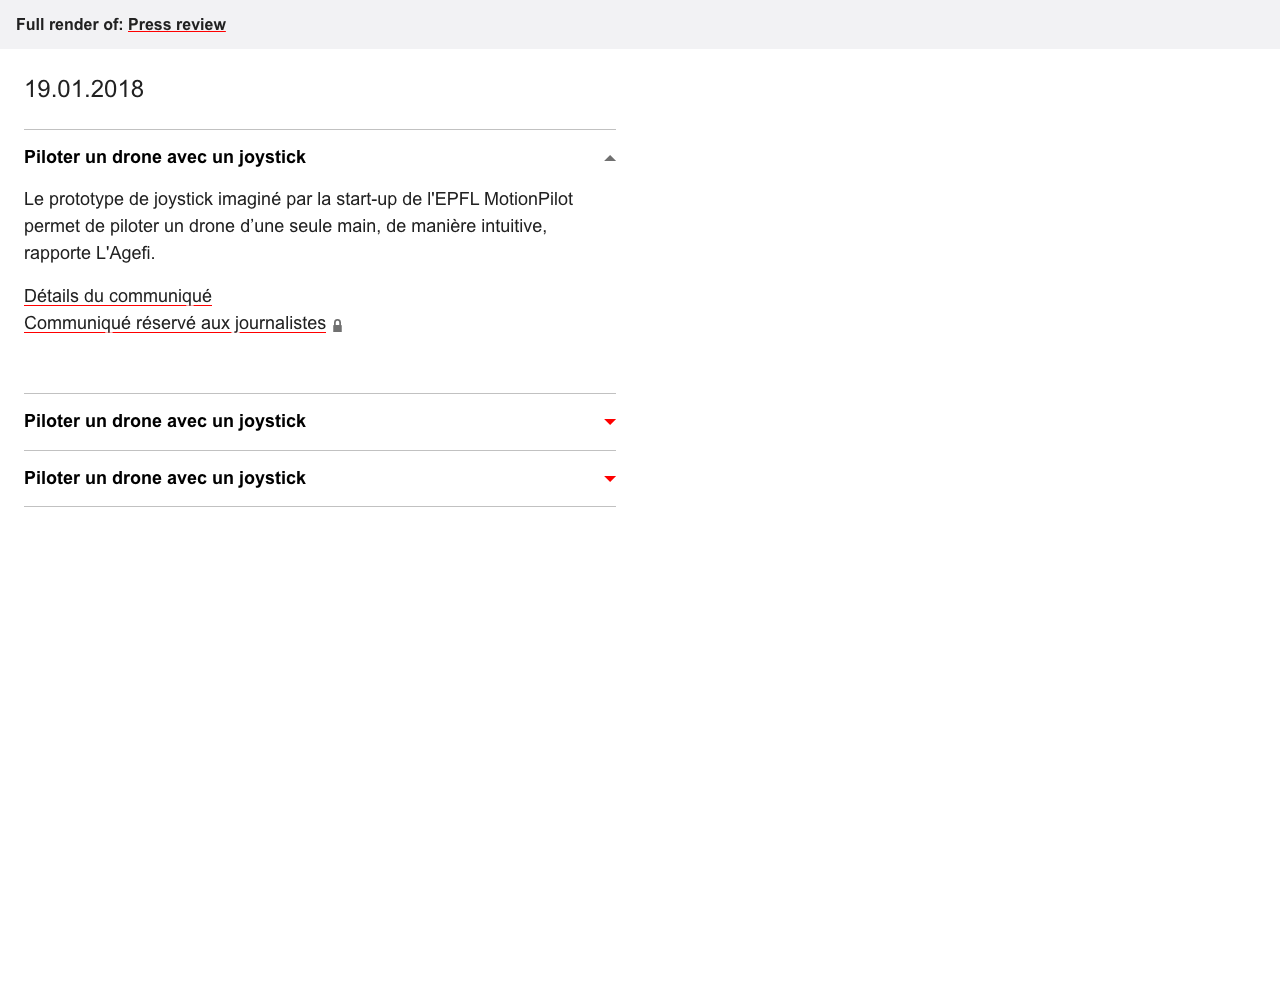 Full render of: Press review
19.01.2018
Piloter un drone avec un joystick
Le prototype de joystick imaginé par la start-up de l'EPFL MotionPilot
permet de piloter un drone d’une seule main, de manière intuitive,
rapporte L'Agefi.
Détails du communiqué
Communiqué réservé aux journalistes
Piloter un drone avec un joystick
Piloter un drone avec un joystick